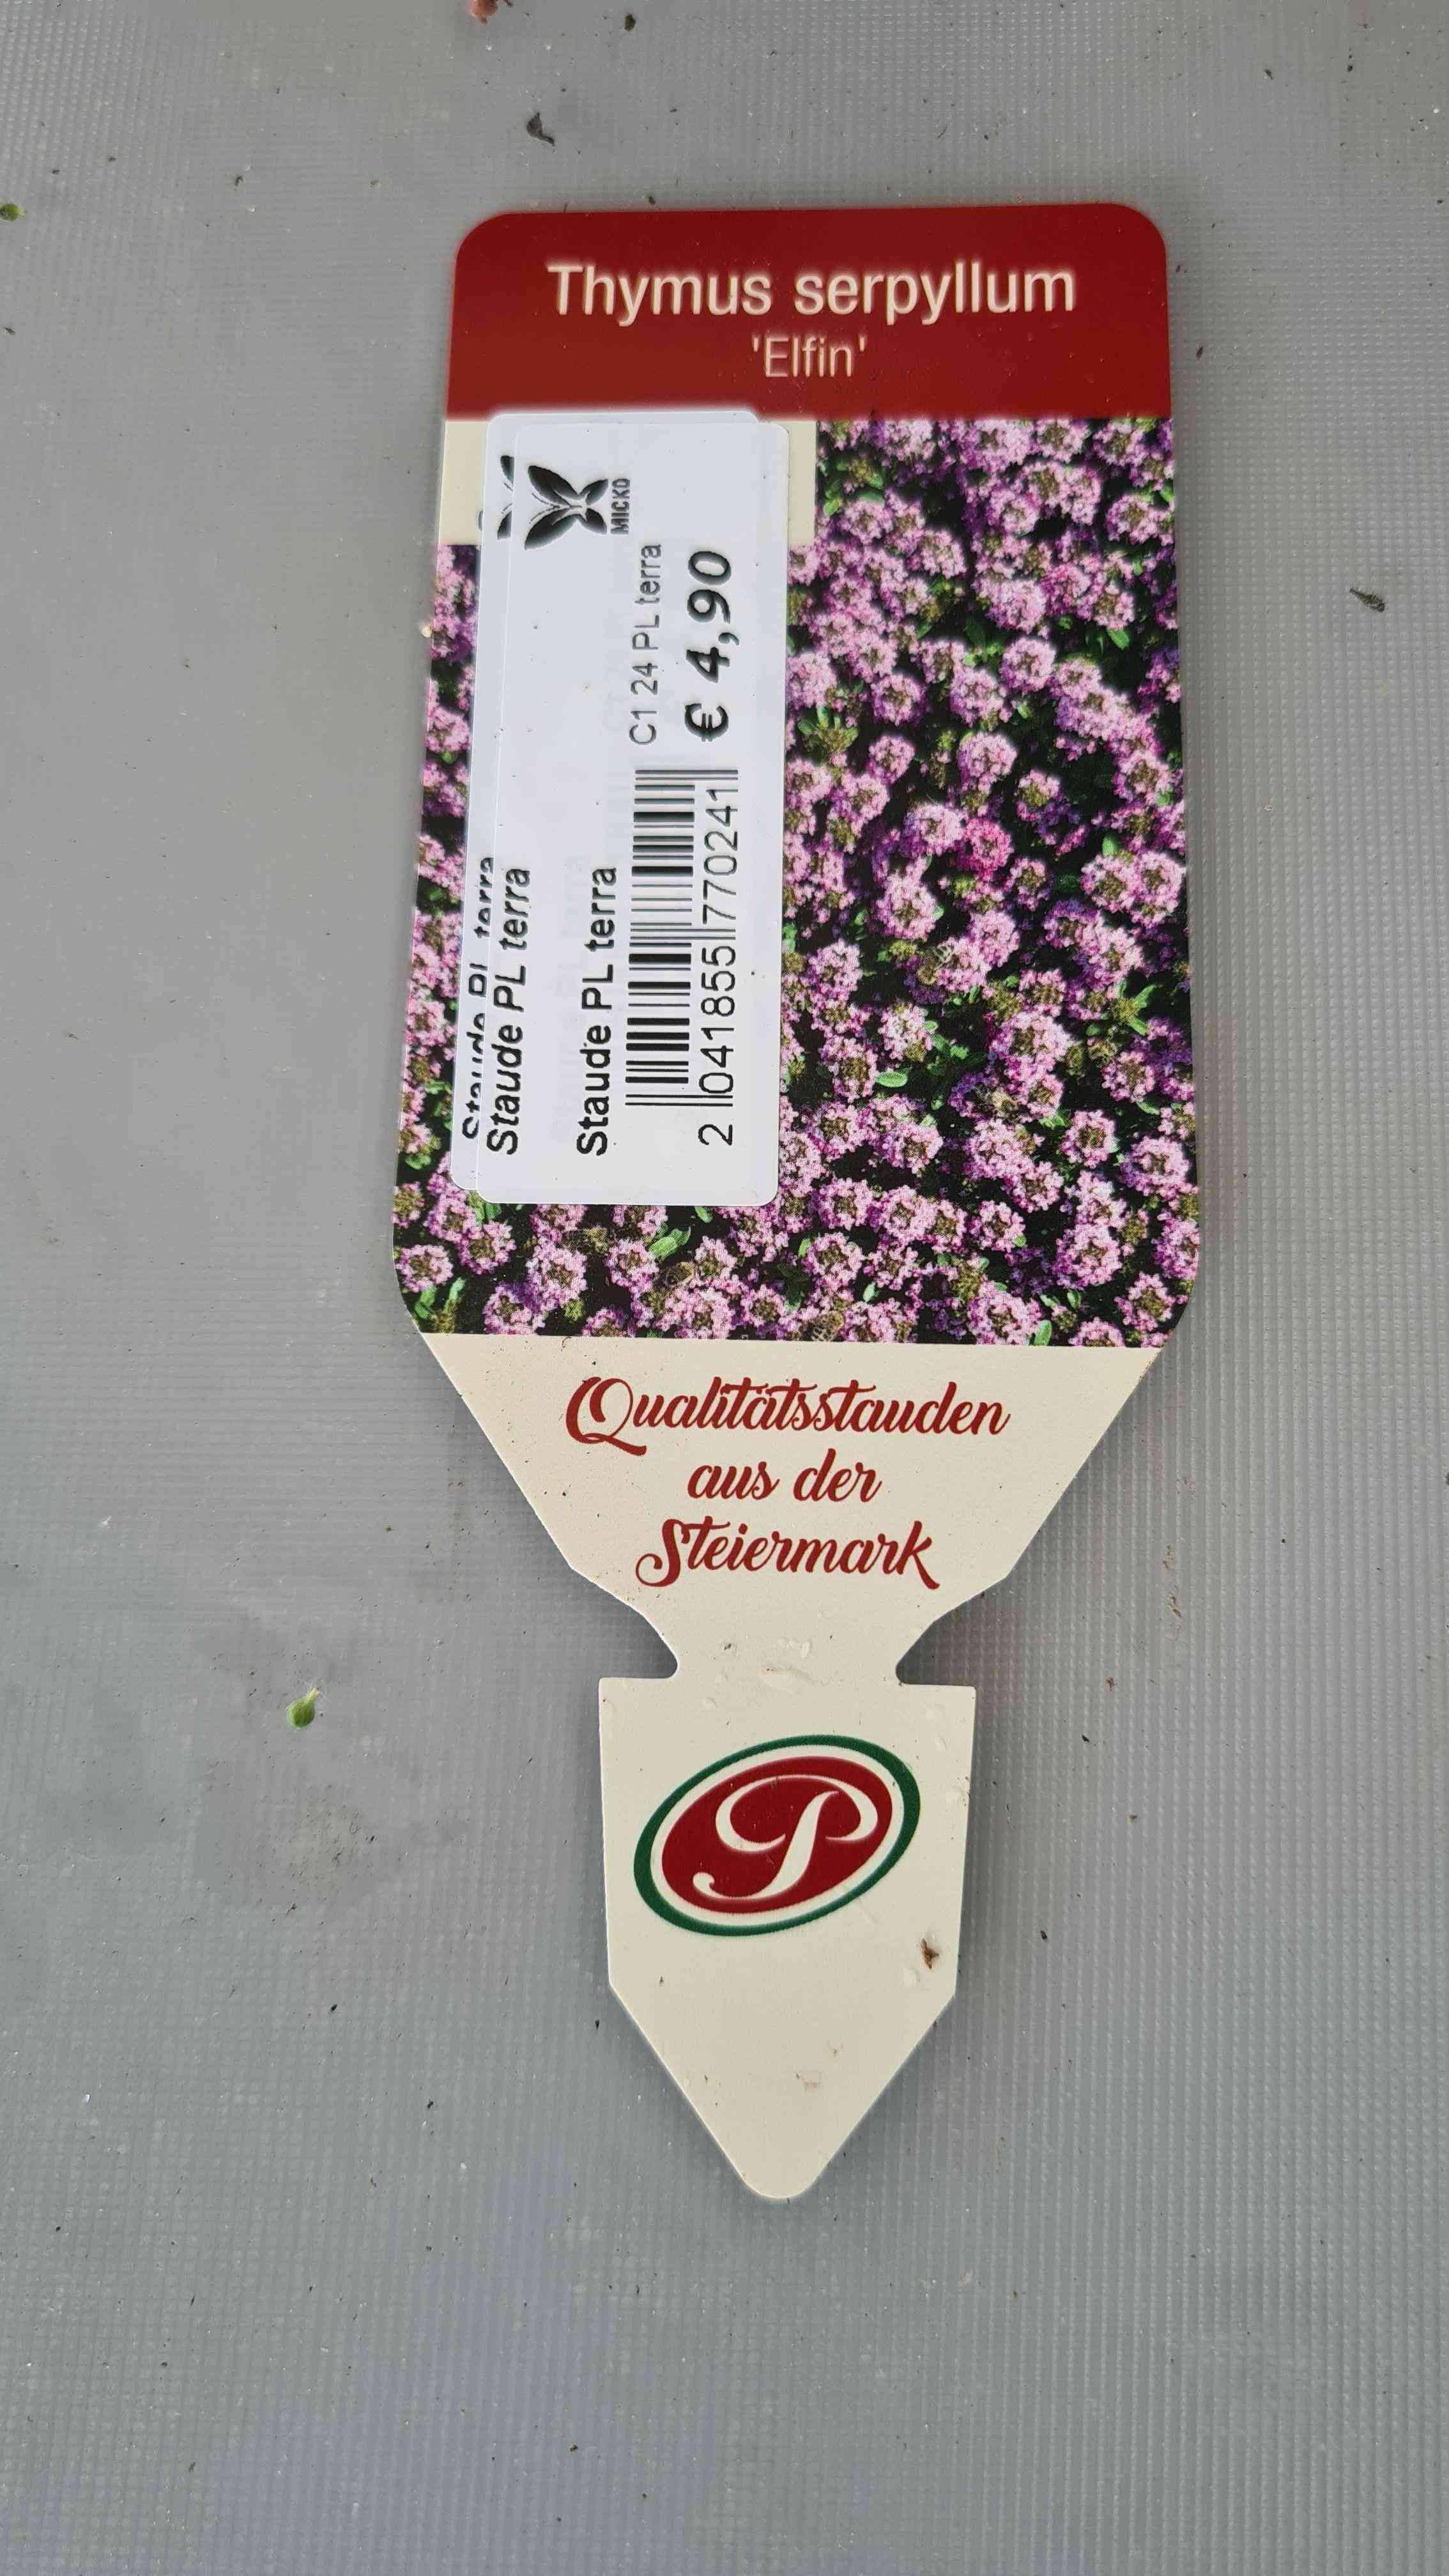 Thymus serpyllum
'Elfin'
MICKO
Staude PL terra
Staude PL terra
Staude PL terra
C1 24 PL terra
€ 4,90
2 041855 770241
Qualitätsstauden
aus der
Steiermark
P